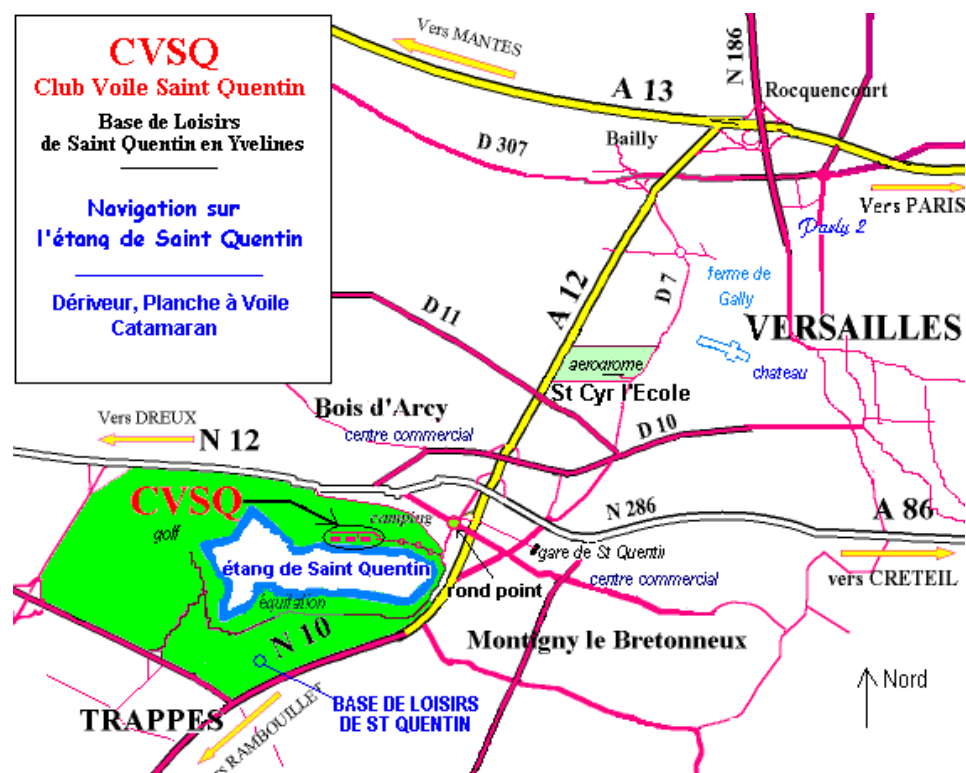 CVSQ
Club Voile Saint Quentin
Base de Loisirs
de Saint Quentin en Yvelines
Navigation sur
l'étang de Saint Quentin
Dériveur, Planche à Voile
Catamaran
Vers MANTES
A 13
N 186
Rocquencourt
Bailly
D 307
Vers PARIS
Parly 2
A 12
D 7
ferme de
Gally
VERSAILLES
chateau
D 11
aerodrome
St Cyr l'Ecole
Bois d'Arcy
centre commercial
D 10
Vers DREUX
N 12
CVSQ
camping
golf
N 286
A 86
gare de St Quentin
vers CRETEIL
étang de Saint Quentin
rond point
centre commercial
équitation
N 10
Montigny le Bretonneux
Nord
BASE DE LOISIRS
DE ST QUENTIN
TRAPPES
RAMBOUILLET